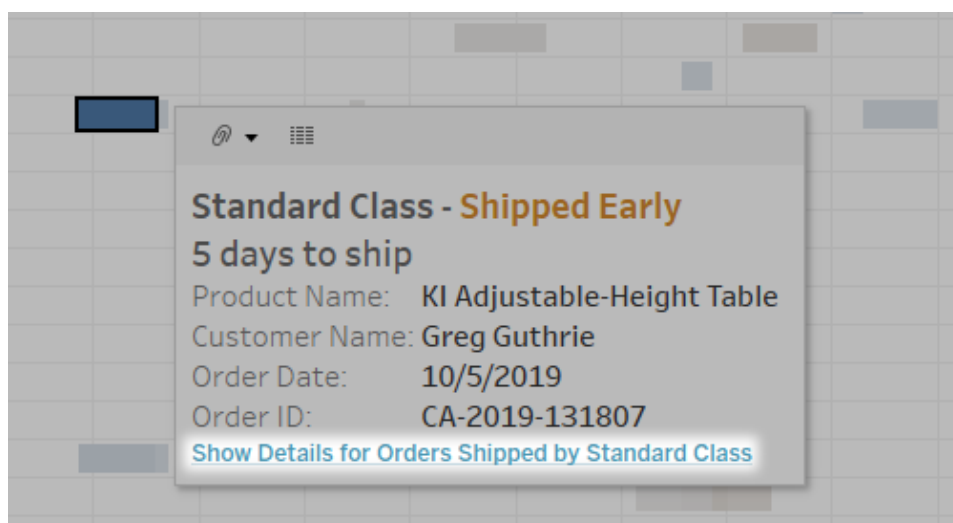 Standard Class - Shipped Early
5 days to ship
Product Name: KI Adjustable-Height Table
Customer Name: Greg Guthrie
Order Date: 10/5/2019
Order ID: CA-2019-131807
Show Details for Orders Shipped by Standard Class